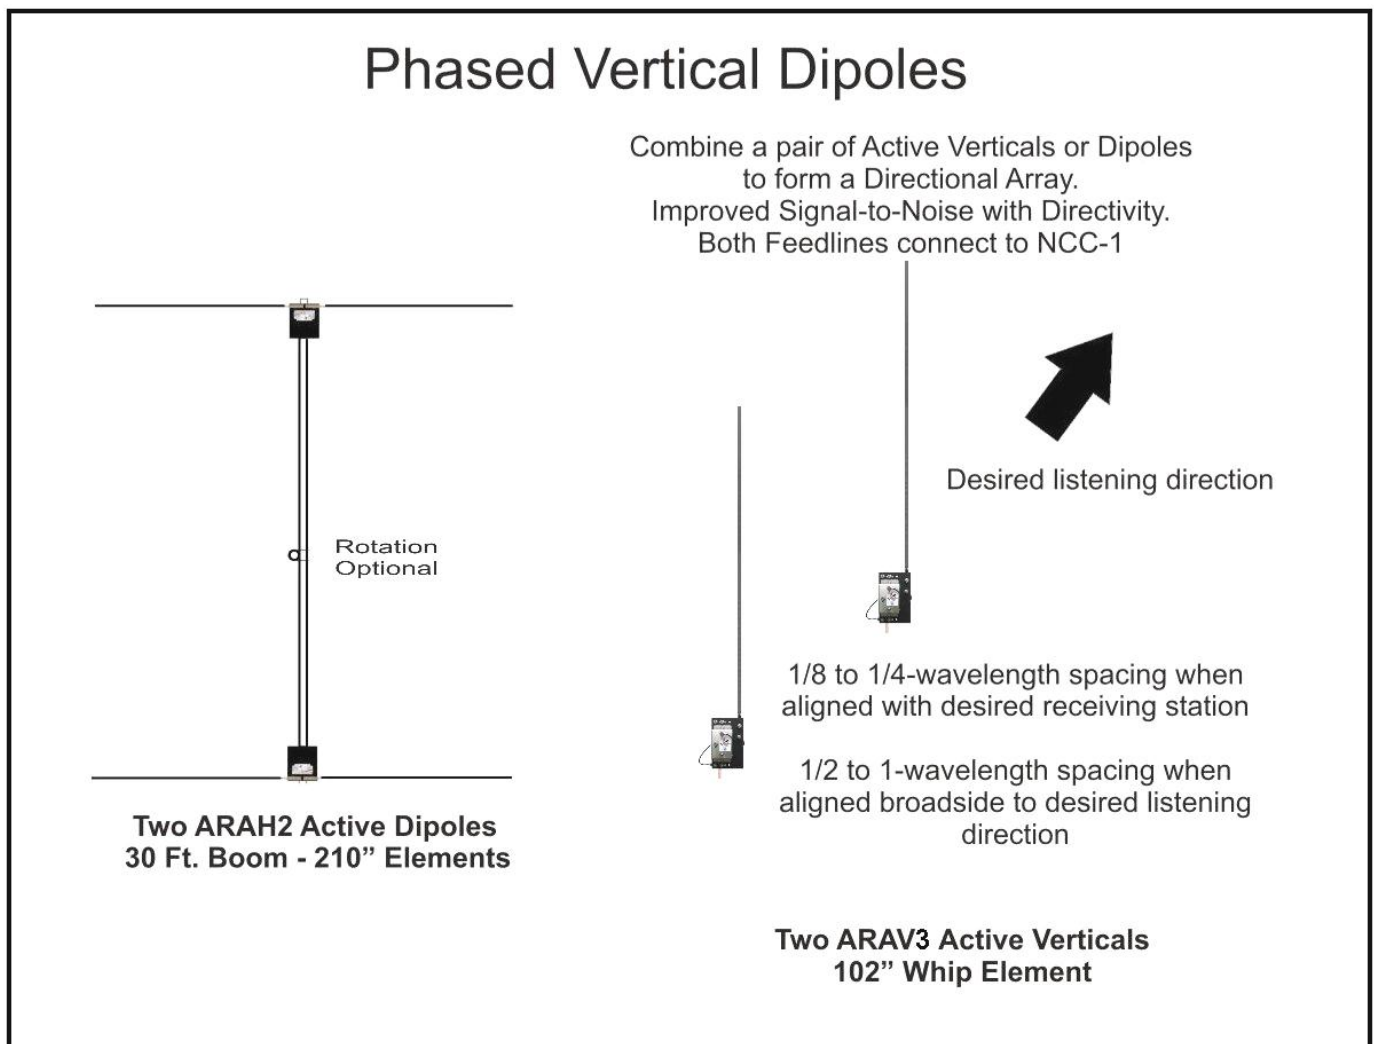 Phased Vertical Dipoles
Combine a pair of Active Verticals or Dipoles
to form a Directional Array.
Improved Signal-to-Noise with Directivity.
Both Feedlines connect to NCC-1
Desired listening direction
Rotation
Optional
1/8 to 1/4-wavelength spacing when
aligned with desired receiving station
1/2 to 1-wavelength spacing when
aligned broadside to desired listening
direction
Two ARAH2 Active Dipoles
30 Ft. Boom - 210” Elements
Two ARAV3 Active Verticals
102” Whip Element